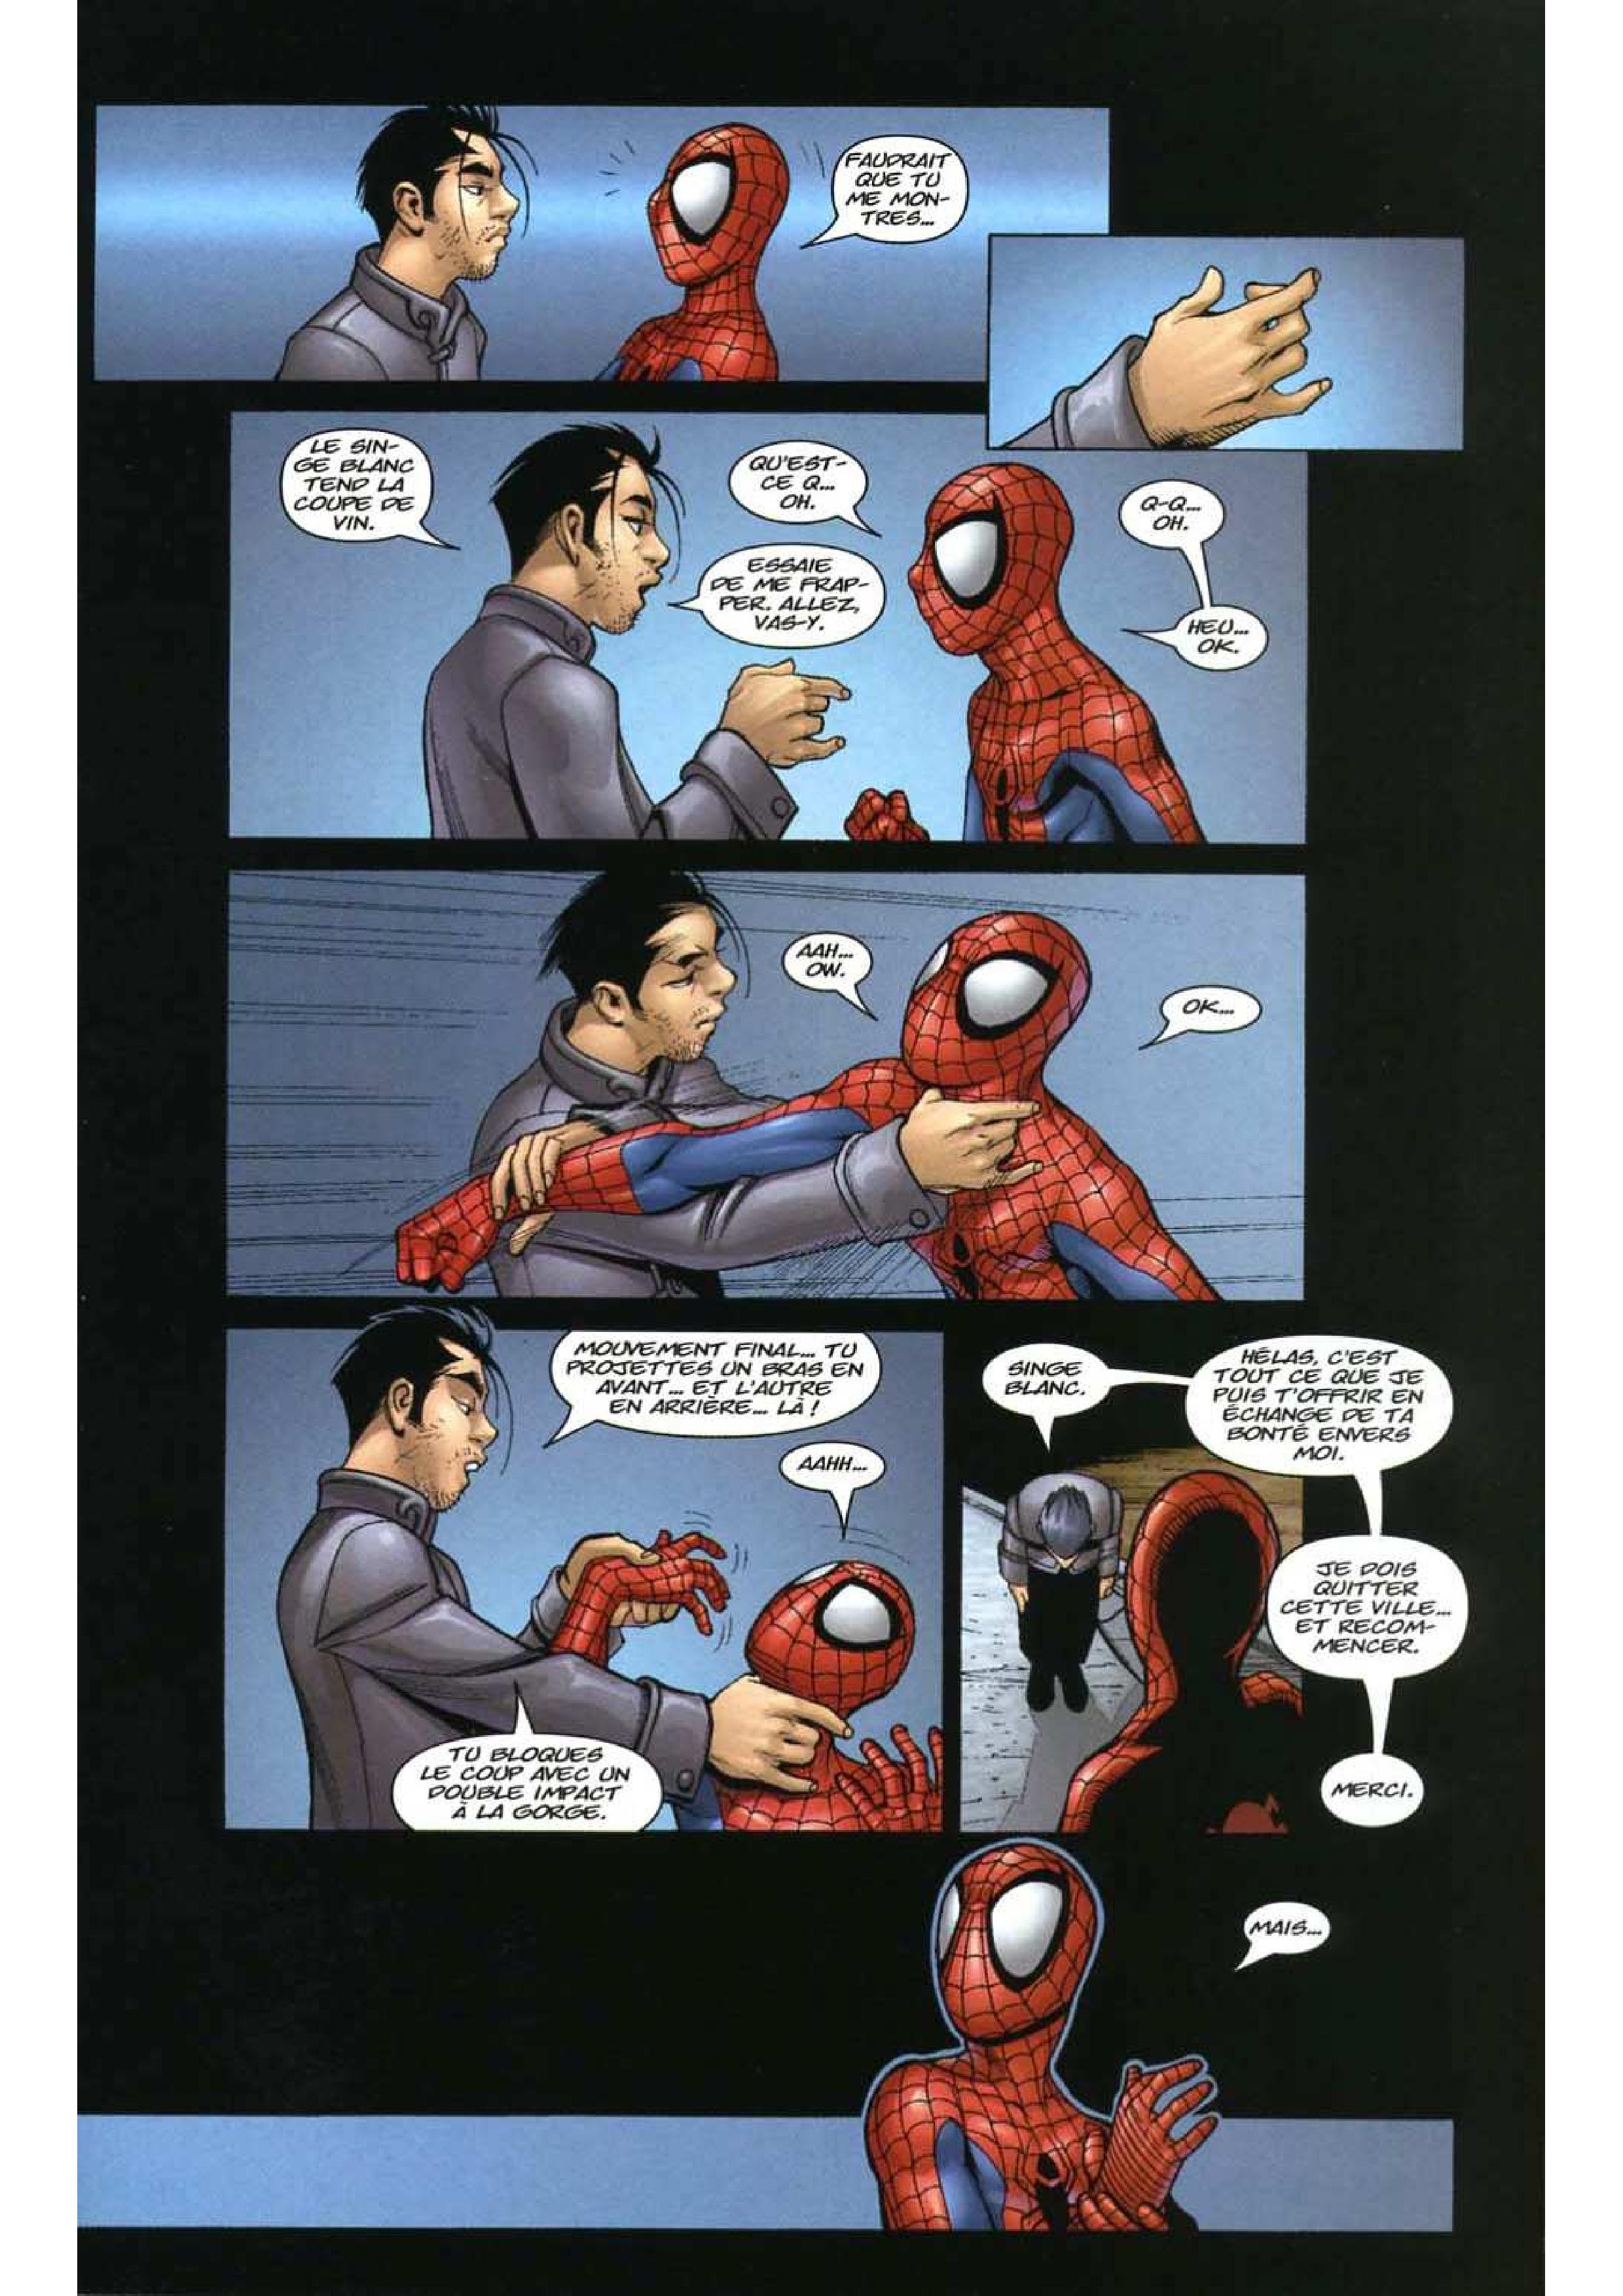 FAUDRAIT
QUE TU
ME MON-
TRES...
LE SIN-
GE BLANC
TEND LA
COUPE DE
VIN.
QU'EST-
CE Q...
OH.
ESSAIE
DE ME FRAP-
PER. ALLEZ,
VAS-Y.
Q-Q...
OH.
HEU...
OK.
AAH...
OW.
OK...
MOUVEMENT FINAL... TU
PROJETTES UN BRAS EN
AVANT... ET L'AUTRE
EN ARRIÈRE... LÀ !
AAHH...
TU BLOQUES
LE COUP AVEC UN
DOUBLE IMPACT
À LA GORGE.
SINGE
BLANC.
HÉLAS, C'EST
TOUT CE QUE JE
PUIS T'OFFRIR EN
ÉCHANGE DE TA
BONTÉ ENVERS
MOI.
JE DOIS
QUITTER
CETTE VILLE...
ET RECOM-
MENCER.
MERCI.
MAIS...